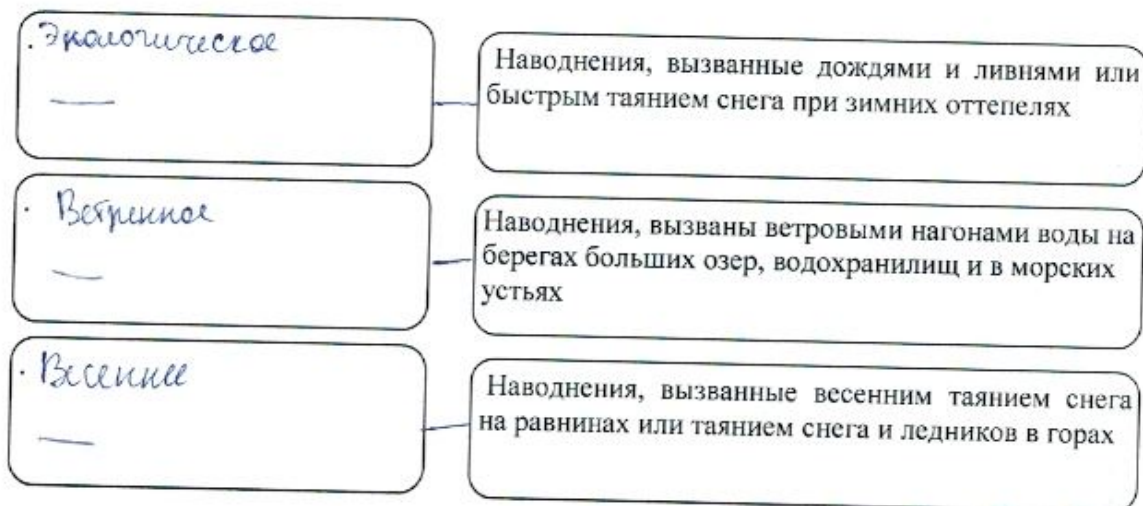 . Экологическое
Наводнения, вызванные дождями и ливнями или
быстрым таянием снега при зимних оттепелях
. Ветренное
Наводнения, вызваны ветровыми нагонами воды на
берегах больших озер, водохранилищ и в морских
устьях
. Весеннее
Наводнения, вызванные весенним таянием снега
на равнинах или таянием снега и ледников в горах